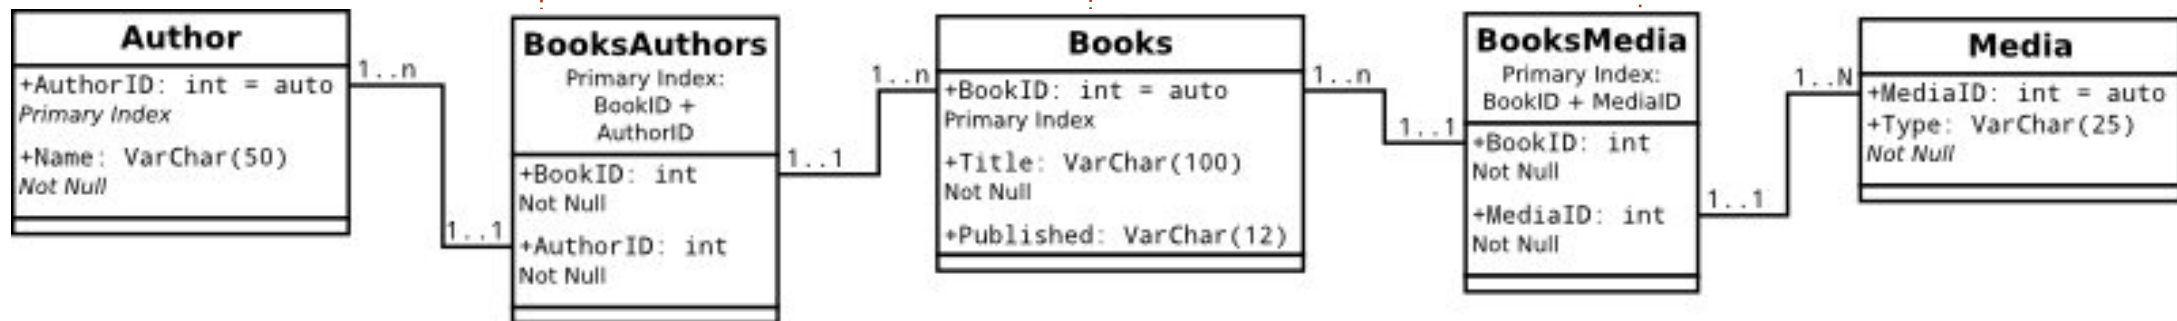 Author
+AuthorID: int = auto
Primary Index
+Name: VarChar(50)
Not Null
1..n
1..1
BooksAuthors
Primary Index:
BookID +
AuthorID
+BookID: int
Not Null
+AuthorID: int
Not Null
1..1
1..n
Books
+BookID: int = auto
Primary Index
+Title: VarChar(100)
Not Null
+Published: VarChar(12)
1..n
1..1
BooksMedia
Primary Index:
BookID + MediaID
+BookID: int
Not Null
+MediaID: int
Not Null
1..1
1..N
Media
+MediaID: int = auto
+Type: VarChar(25)
Not Null